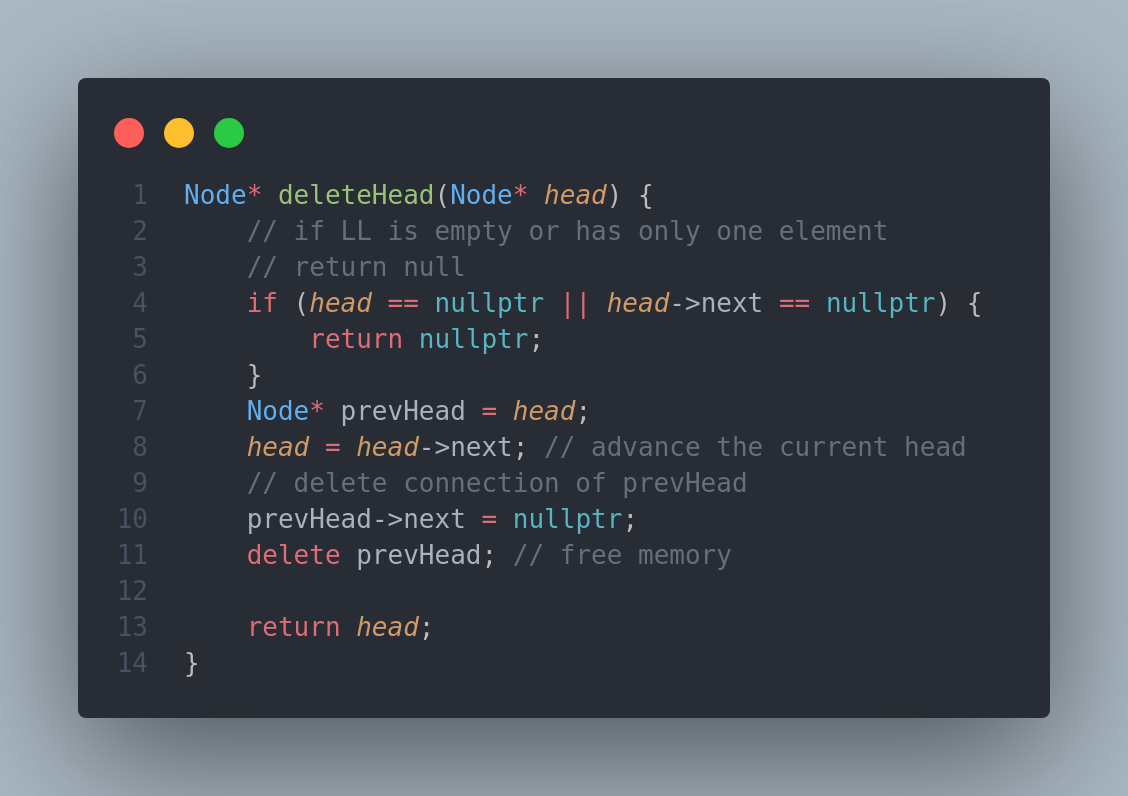 1 Node* deleteHead(Node* head) {
2     // if LL is empty or has only one element
3     // return null
4     if (head == nullptr || head->next == nullptr) {
5         return nullptr;
6     }
7     Node* prevHead = head;
8     head = head->next; // advance the current head
9     // delete connection of prevHead
10     prevHead->next = nullptr;
11     delete prevHead; // free memory
12
13     return head;
14 }